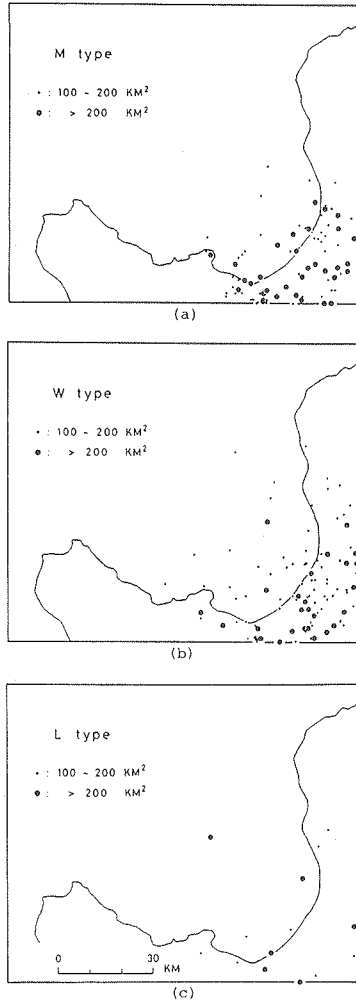 M type
• : 100 ~ 200 KM²
◉ : > 200 KM²
(a)
W type
• : 100 ~ 200 KM²
◉ : > 200 KM²
(b)
L type
• : 100 ~ 200 KM²
◉ : > 200 KM²
0 30
KM
(c)